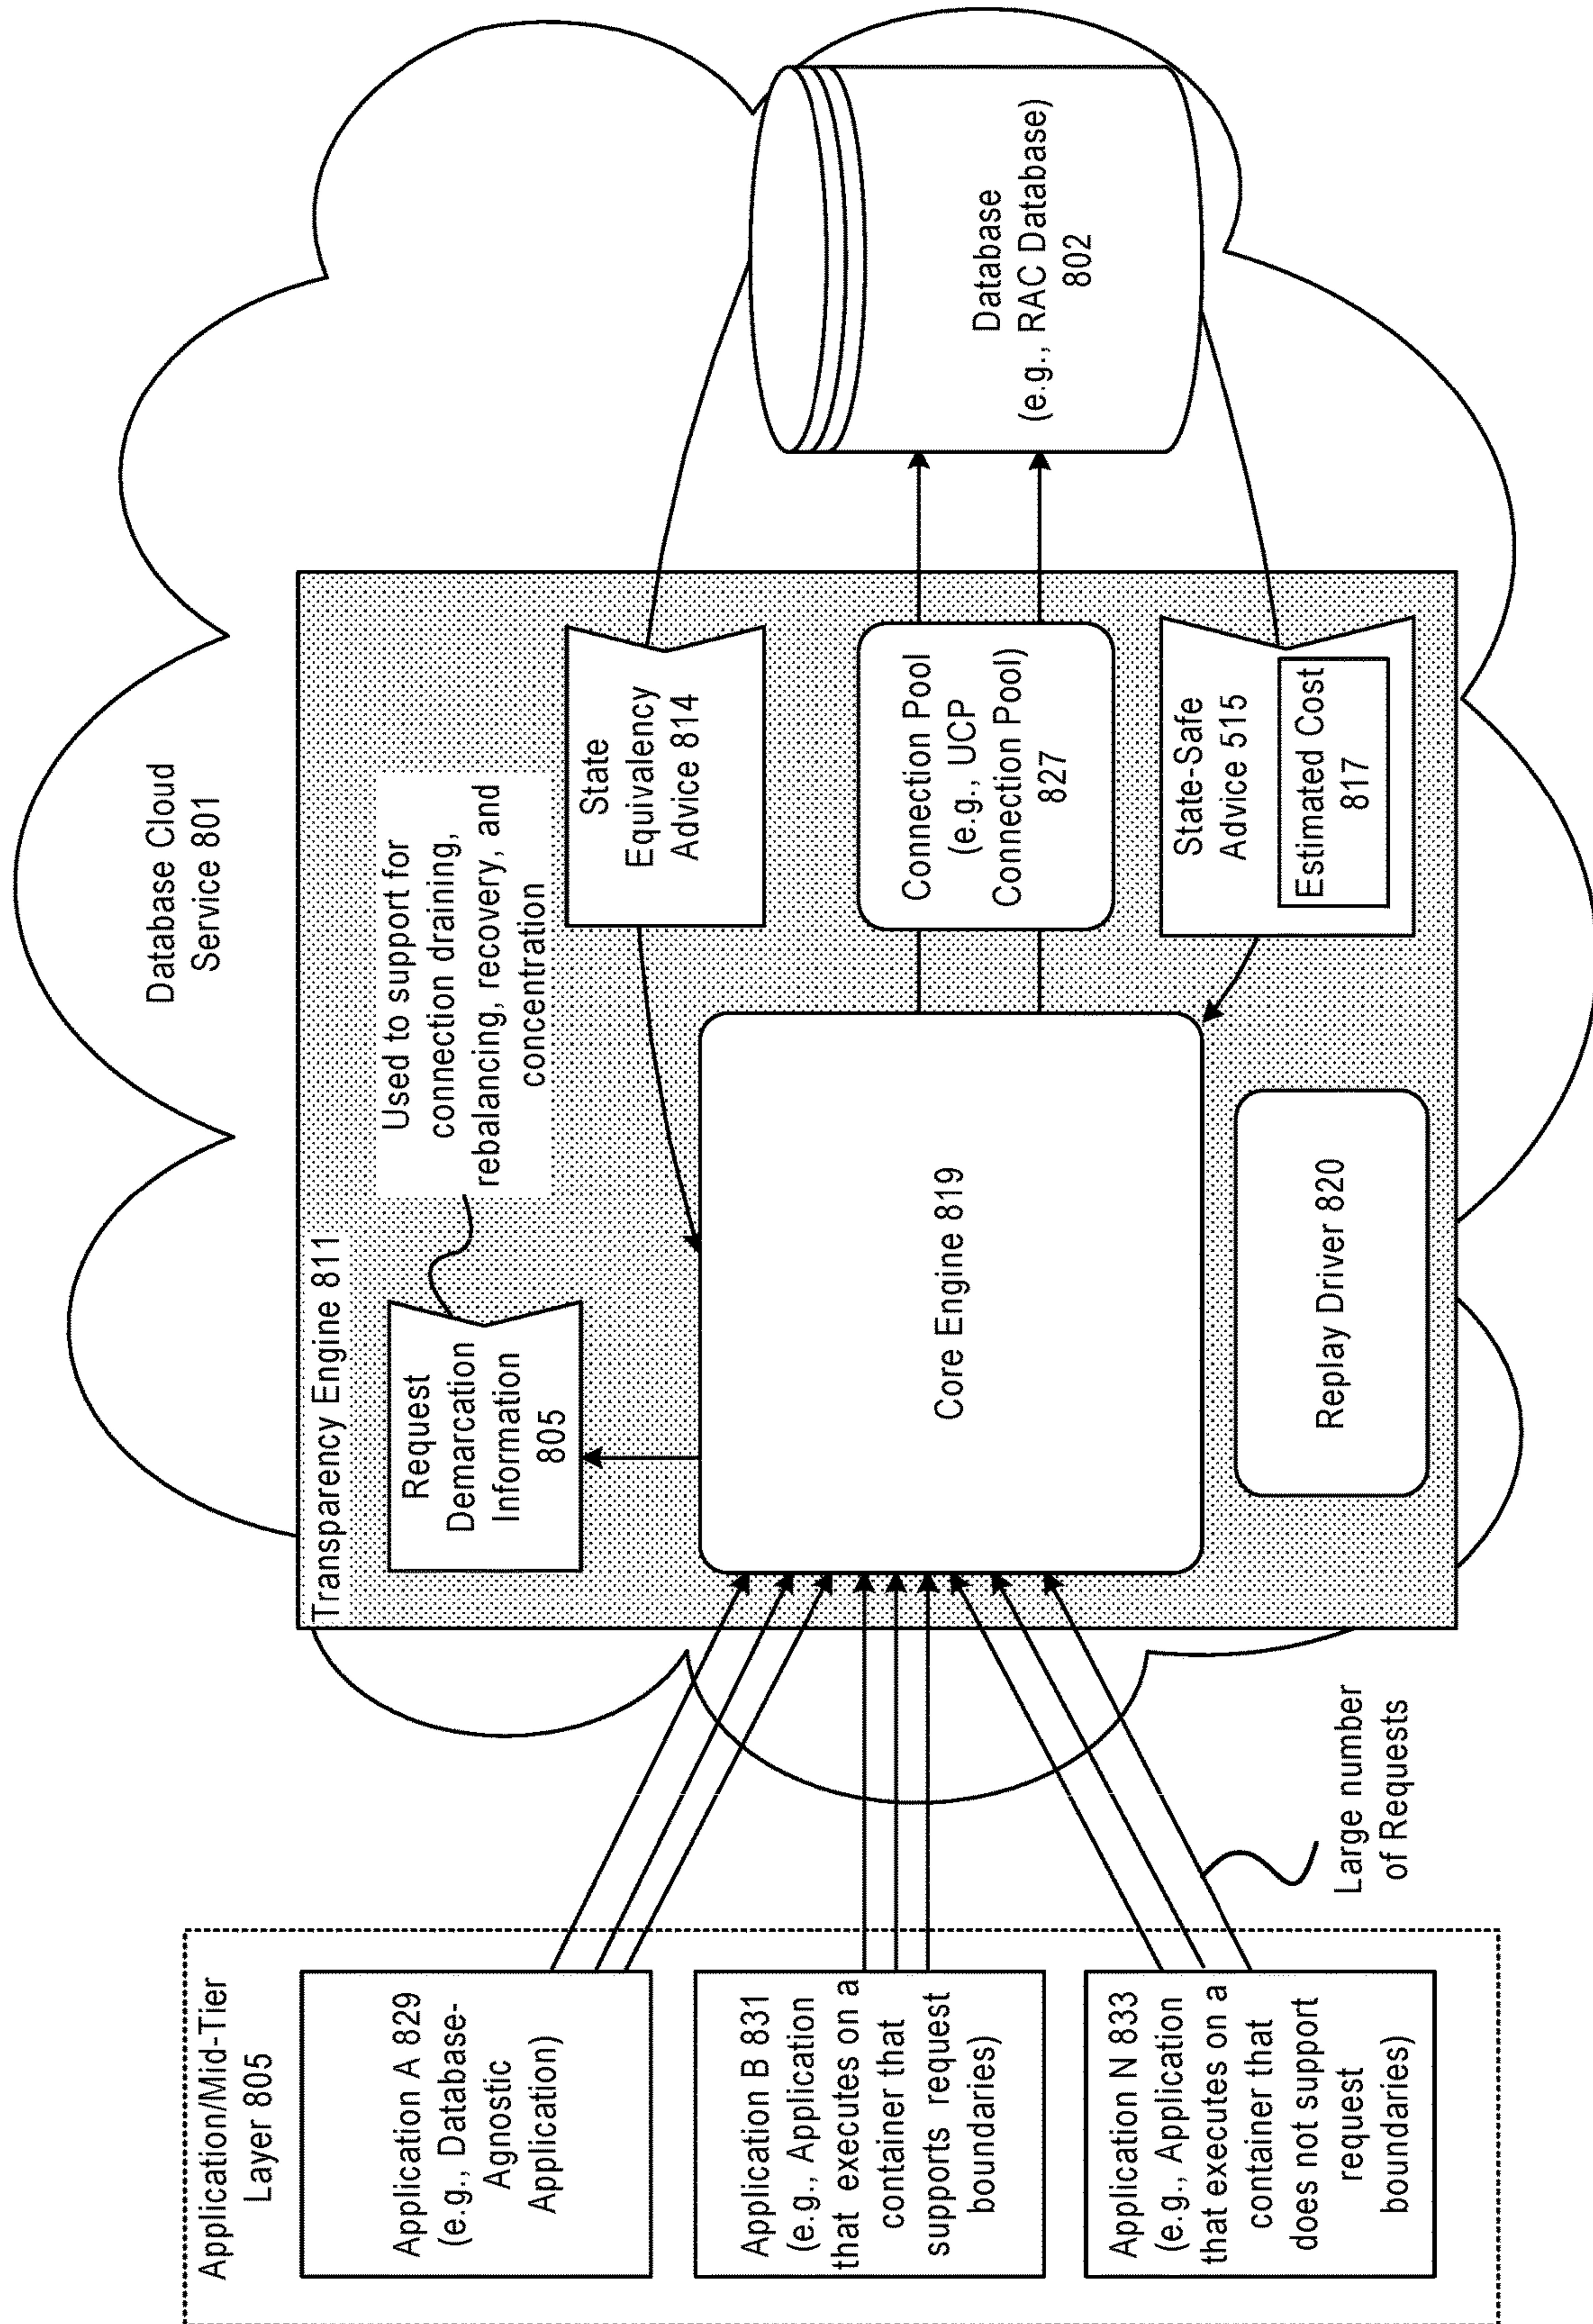 Database Cloud
Service 801
Transparency Engine 811
Application/Mid-Tier
Layer 805
Application A 829
(e.g., Database-
Agnostic
Application)
Application B 831
(e.g., Application
that executes on a
container that
supports request
boundaries)
Application N 833
(e.g., Application
that executes on a
container that
does not support
request
boundaries)
Large number
of Requests
Request
Demarcation
Information
805
Used to support for
connection draining,
rebalancing, recovery, and
concentration
State
Equivalency
Advice 814
Core Engine 819
Connection Pool
(e.g., UCP
Connection Pool)
827
State-Safe
Advice 515
Estimated Cost
817
Replay Driver 820
Database
(e.g., RAC Database)
802